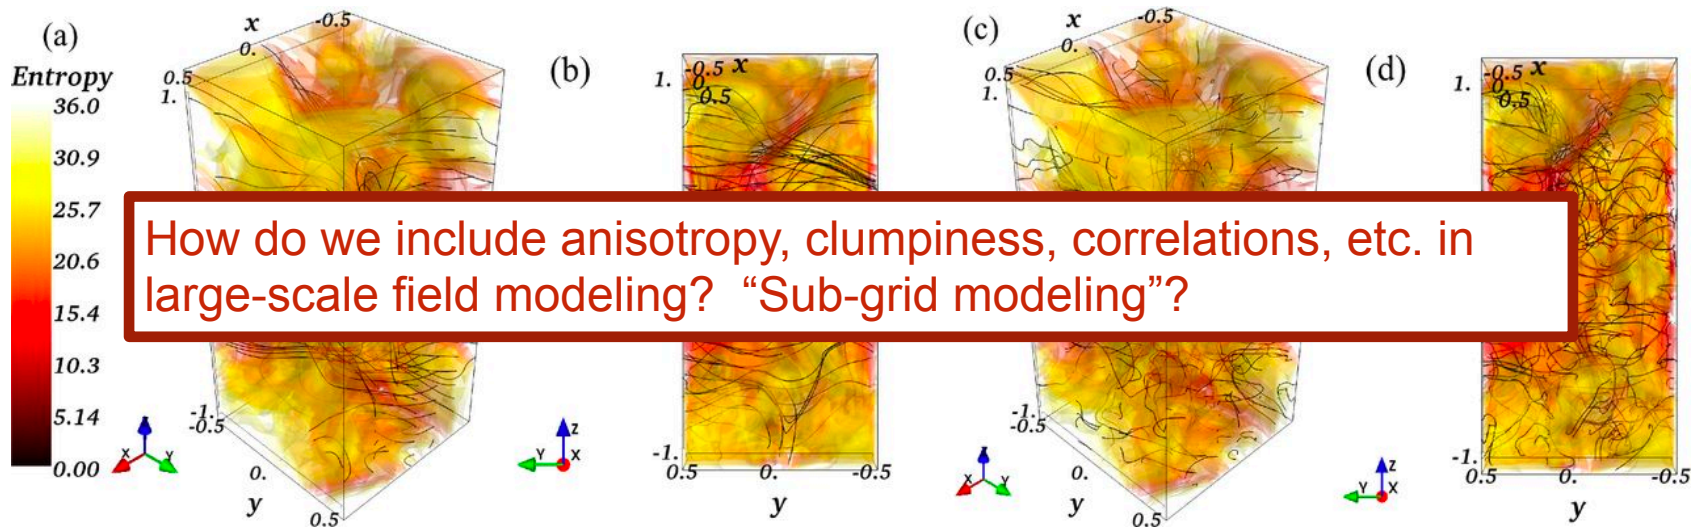 (a)
Entropy
36.0
30.9
25.7
20.6
15.4
10.3
5.14
0.00
x
-0.5
0.
0.5
1.
-1.
-0.5
0.
0.5
y
X
Y
(b)
-0.5 x
0.
0.5
1.
-1.
0.5
0.
-0.5
y
Z
Y
X
(c)
x
-0.5
0.
0.5
1.
-1.
-0.5
0.
0.5
y
X
Y
(d)
-0.5 x
0.
0.5
1.
-1.
0.5
0.
-0.5
y
Z
Y
X
How do we include anisotropy, clumpiness, correlations, etc. in
large-scale field modeling? “Sub-grid modeling”?